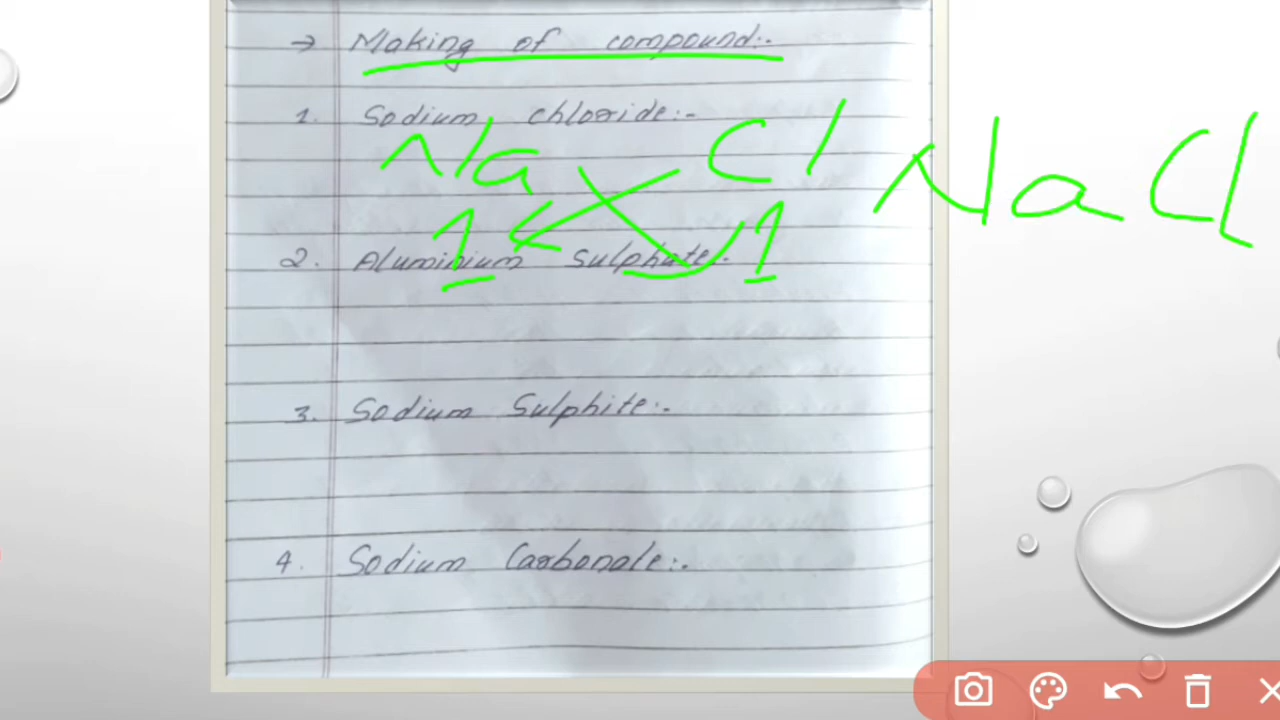 → Making of compound:-
1. Sodium chloride:-
Na Cl NaCl
1 1
2. Aluminium Sulphate:-
3. Sodium Sulphite:-
4. Sodium Carbonate:-